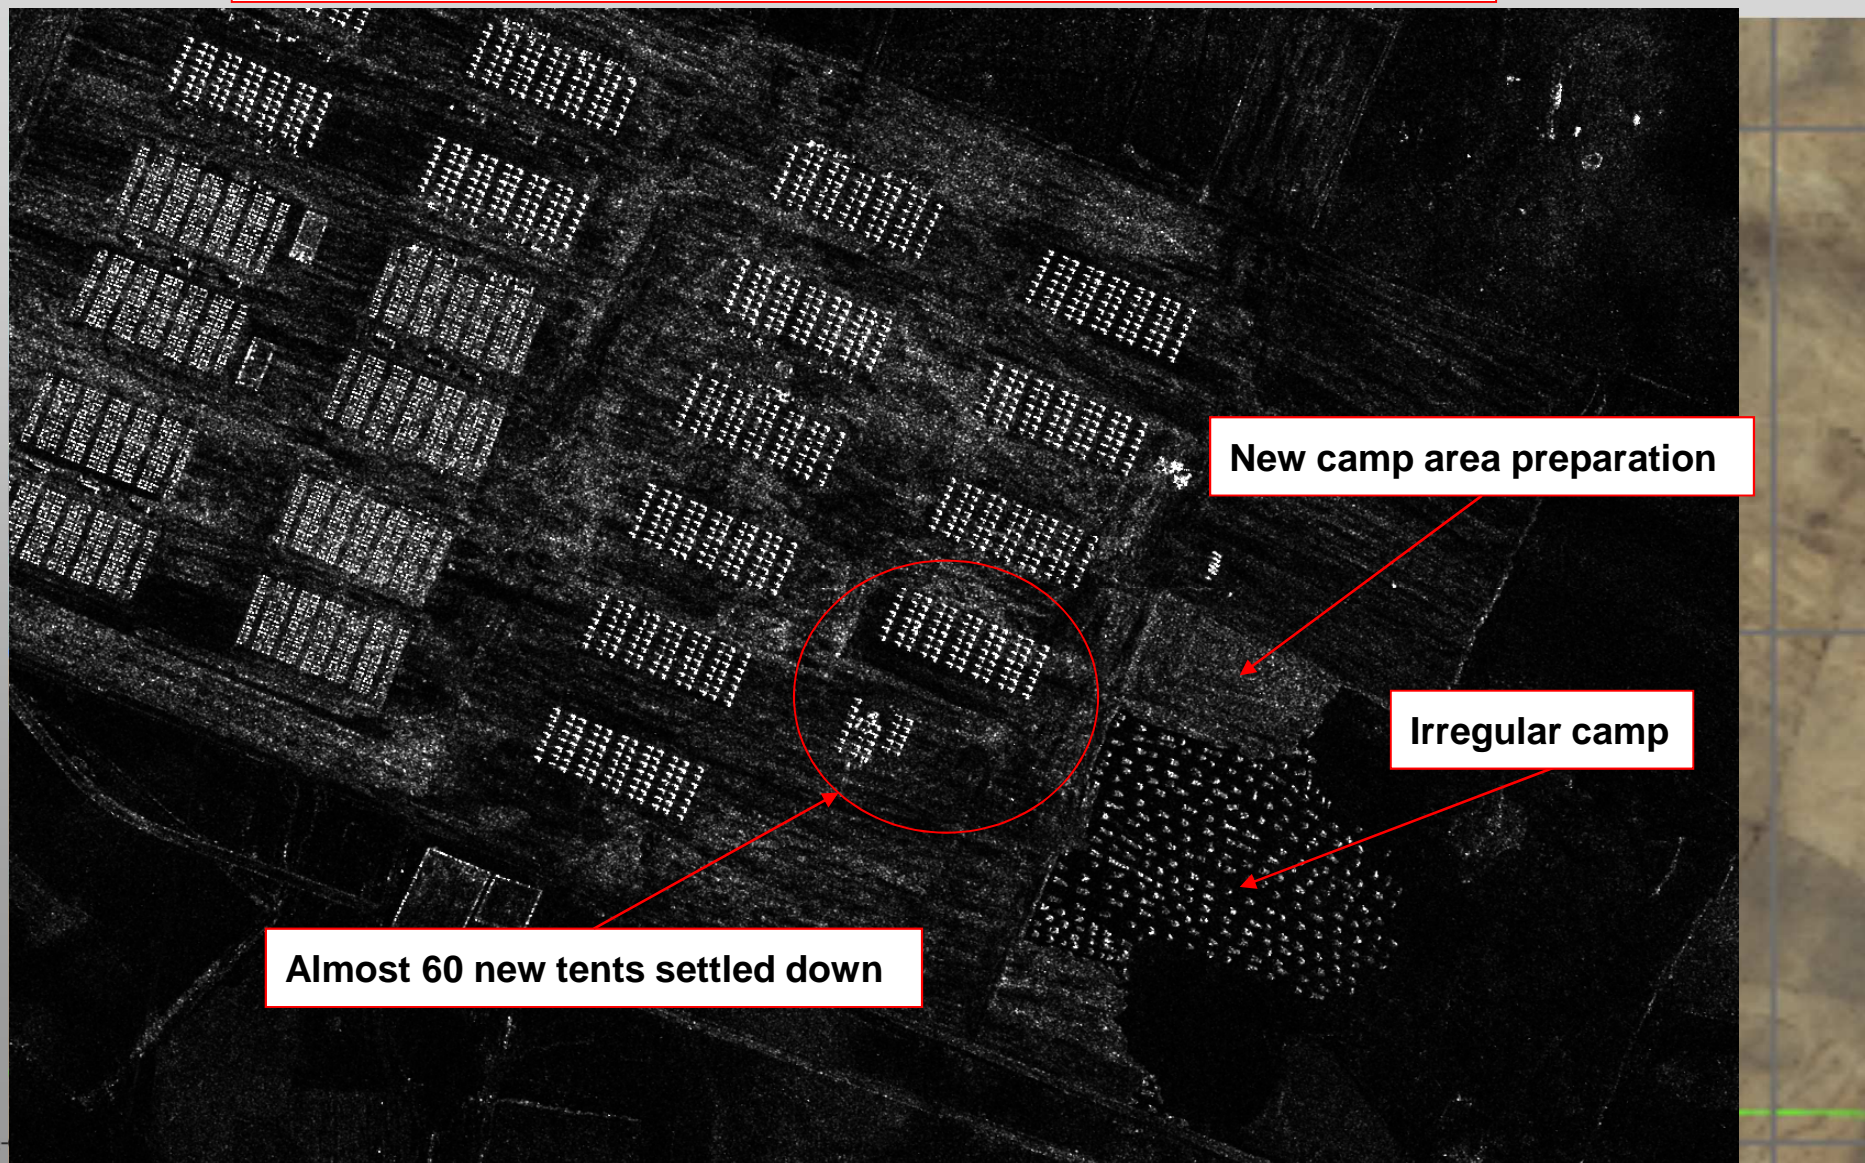 New camp area preparation
Irregular camp
Almost 60 new tents settled down